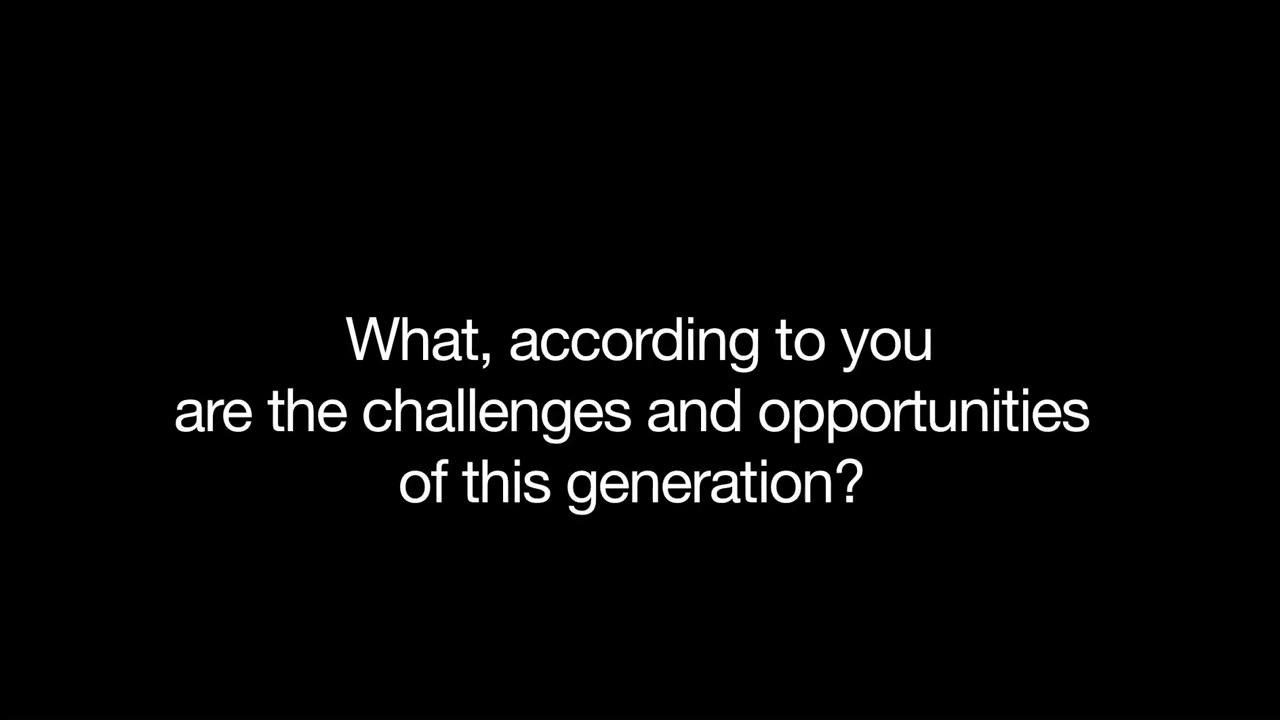 What, according to you
are the challenges and opportunities
of this generation?